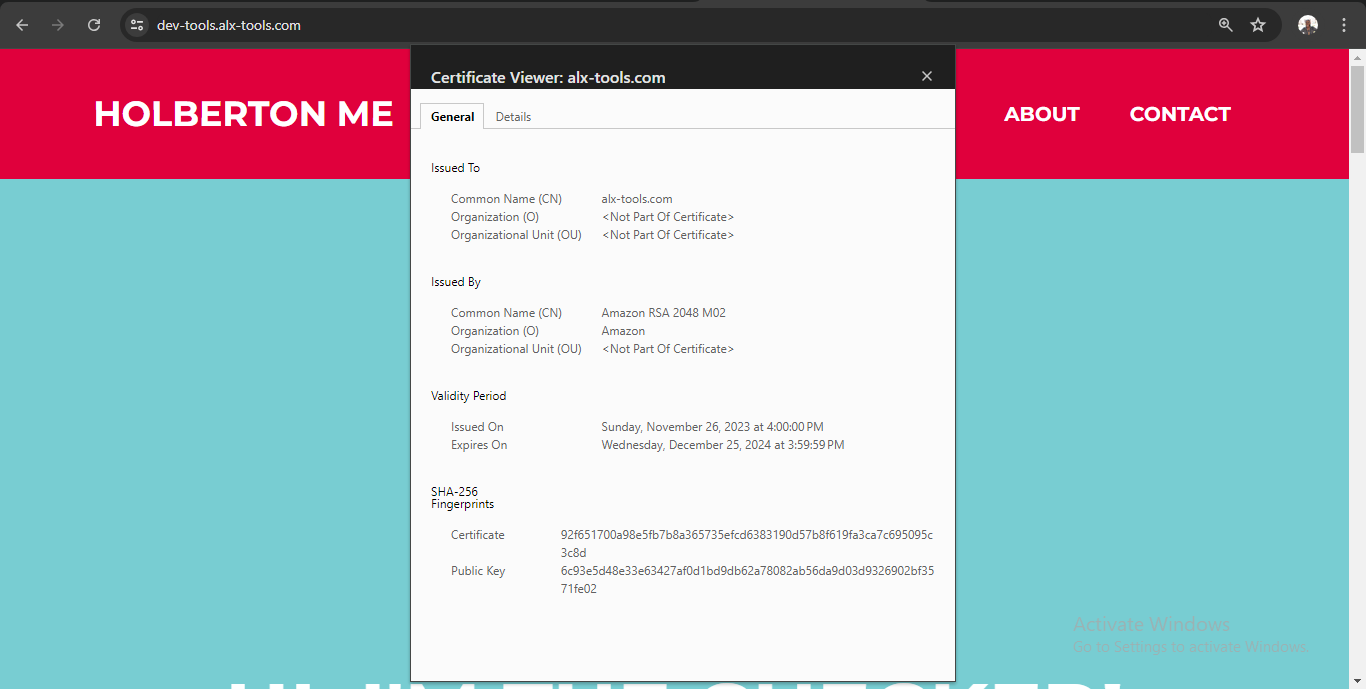 dev-tools.alx-tools.com
HOLBERTON ME
ABOUT
CONTACT
Certificate Viewer: alx-tools.com
General
Details
Issued To
Common Name (CN) alx-tools.com
Organization (O) <Not Part Of Certificate>
Organizational Unit (OU) <Not Part Of Certificate>
Issued By
Common Name (CN) Amazon RSA 2048 M02
Organization (O) Amazon
Organizational Unit (OU) <Not Part Of Certificate>
Validity Period
Issued On Sunday, November 26, 2023 at 4:00:00 PM
Expires On Wednesday, December 25, 2024 at 3:59:59 PM
SHA-256
Fingerprints
Certificate 92f651700a98e5fb7b8a365735efcd6383190d57b8f619fa3ca7c695095c
3c8d
Public Key 6c93e5d48e33e63427af0d1bd9db62a78082ab56da9d03d9326902bf35
71fe02
Activate Windows
Go to Settings to activate Windows.